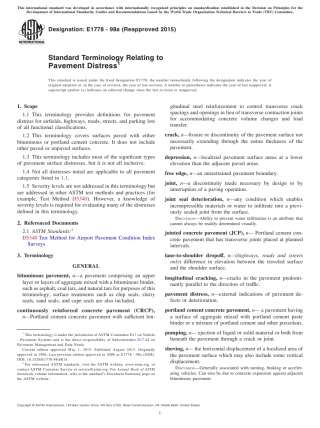 This international standard was developed in accordance with internationally recognized principles on standardization established in the Decision on Principles for the
Development of International Standards, Guides and Recommendations issued by the World Trade Organization Technical Barriers to Trade (TBT) Committee.
Designation: E1778 − 98a (Reapproved 2015)
INTERNATIONAL
Standard Terminology Relating to
Pavement Distress¹
This standard is issued under the fixed designation E1778; the number immediately following the designation indicates the year of
original adoption or, in the case of revision, the year of last revision. A number in parentheses indicates the year of last reapproval. A
superscript epsilon (ε) indicates an editorial change since the last revision or reapproval.
1. Scope
1.1 This terminology provides definitions for pavement
distress for airfields, highways, roads, streets, and parking lots
of all functional classifications.
1.2 This terminology covers surfaces paved with either
bituminous or portland cement concrete. It does not include
other paved or unpaved surfaces.
1.3 This terminology includes most of the significant types
of pavement surface distresses, but it is not all inclusive.
1.4 Not all distresses noted are applicable to all pavement
categories listed in 1.1.
1.5 Severity levels are not addressed in this terminology but
are addressed in other ASTM test methods and practices (for
example, Test Method D5340). However, a knowledge of
severity levels is required for evaluating many of the distresses
defined in this terminology.
2. Referenced Documents
2.1 ASTM Standards:²
D5340 Test Method for Airport Pavement Condition Index
Surveys
3. Terminology
GENERAL
bituminous pavement, n—a pavement comprising an upper
layer or layers of aggregate mixed with a bituminous binder,
such as asphalt, coal tars, and natural tars for purposes of this
terminology; surface treatments such as chip seals, slurry
seals, sand seals, and cape seals are also included.
continuously reinforced concrete pavement (CRCP),
n—Portland cement concrete pavement with sufficient lon-
¹ This terminology is under the jurisdiction of ASTM Committee E17 on Vehicle
- Pavement Systems and is the direct responsibility of Subcommittee E17.42 on
Pavement Management and Data Needs.
Current edition approved May 1, 2015. Published August 2015. Originally
approved in 1996. Last previous edition approved in 2008 as E1778 – 98a (2008).
DOI: 10.1520/E1778-98AR15.
² For referenced ASTM standards, visit the ASTM website, www.astm.org, or
contact ASTM Customer Service at service@astm.org. For Annual Book of ASTM
Standards volume information, refer to the standard's Document Summary page on
the ASTM website.
gitudinal steel reinforcement to control transverse crack
spacings and openings in lieu of transverse contraction joints
for accommodating concrete volume changes and load
transfer.
crack, n—fissure or discontinuity of the pavement surface not
necessarily extending through the entire thickness of the
pavement.
depression, n—localized pavement surface areas at a lower
elevation than the adjacent paved areas.
free edge, n—an unrestrained pavement boundary.
joint, n—a discontinuity made necessary by design or by
interruption of a paving operation.
joint seal deterioration, n—any condition which enables
incompressible materials or water to infiltrate into a previ-
ously sealed joint from the surface.
DISCUSSION—Ability to prevent water infiltration is an attribute that
cannot always be readily determined visually.
jointed concrete pavement (JCP), n— Portland cement con-
crete pavement that has transverse joints placed at planned
intervals.
lane-to-shoulder dropoff, n—(highways, roads and streets
only) difference in elevation between the traveled surface
and the shoulder surface.
longitudinal cracking, n—cracks in the pavement predomi-
nantly parallel to the direction of traffic.
pavement distress, n—external indications of pavement de-
fects or deterioration.
portland cement concrete pavement, n—a pavement having
a surface of aggregate mixed with portland cement paste
binder or a mixture of portland cement and other pozzolans.
pumping, n—ejection of liquid or solid material or both from
beneath the pavement through a crack or joint.
shoving, n— the horizontal displacement of a localized area of
the pavement surface which may also include some vertical
displacement.
DISCUSSION—Generally associated with turning, braking or acceler-
ating vehicles. Can also be due to concrete expansion against adjacent
bituminous pavement.
Copyright © ASTM International, 100 Barr Harbor Drive, PO Box C700, West Conshohocken, PA 19428-2959. United States
1